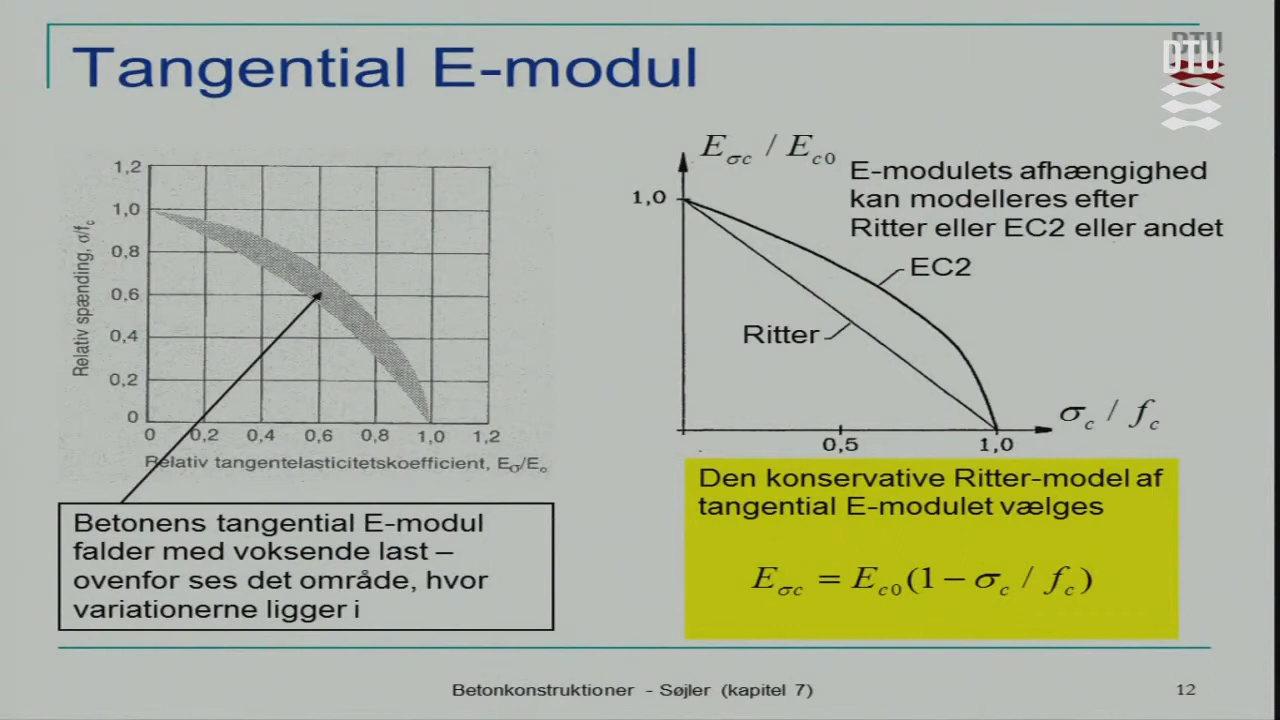 Tangential E-modul
DTU
1,2
1,0
0,8
0,6
0,4
0,2
0
0
0,2
0,4
0,6
0,8
1,0
1,2
Relativ spænding, σ/f_c
Relativ tangentelasticitetskoefficient, E_σ/E_o
Betonens tangential E-modul
falder med voksende last –
ovenfor ses det område, hvor
variationerne ligger i
E_σc / E_c0
E-modulets afhængighed
kan modelleres efter
Ritter eller EC2 eller andet
1,0
EC2
Ritter
σ_c / f_c
0,5
1,0
Den konservative Ritter-model af
tangential E-modulet vælges
E_σc = E_c0(1 − σ_c / f_c)
Betonkonstruktioner - Søjler (kapitel 7)
12